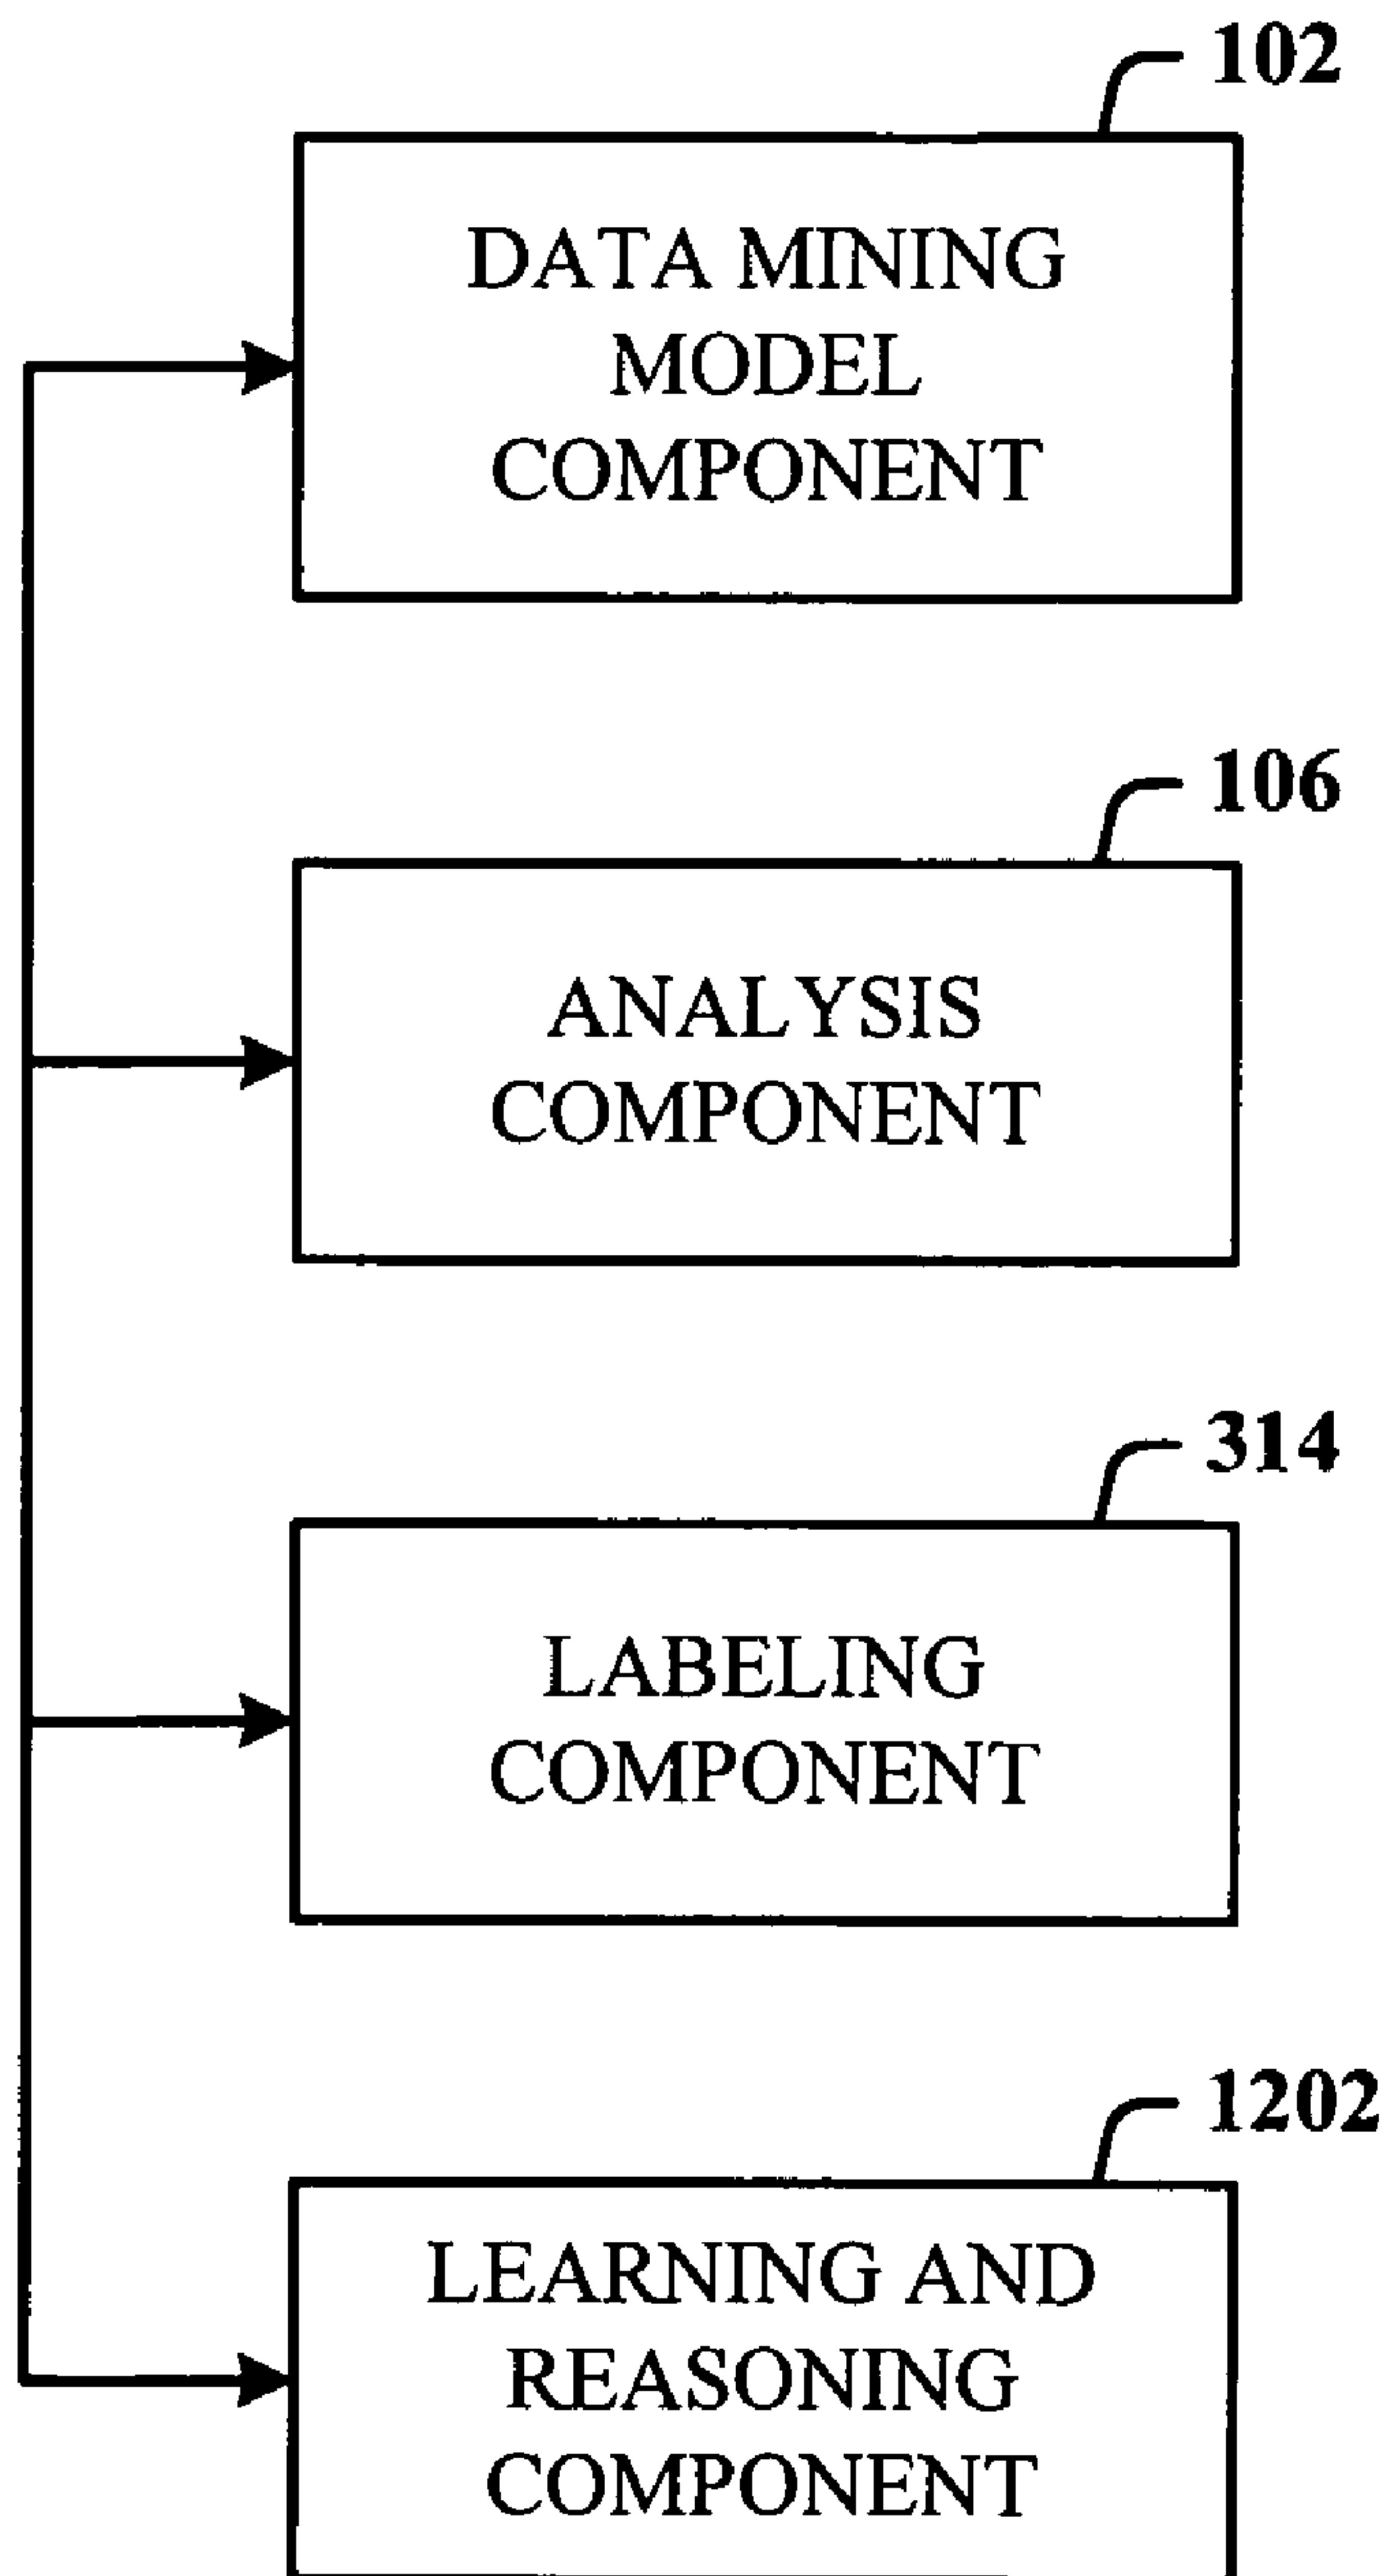 102
DATA MINING
MODEL
COMPONENT
106
ANALYSIS
COMPONENT
314
LABELING
COMPONENT
1202
LEARNING AND
REASONING
COMPONENT